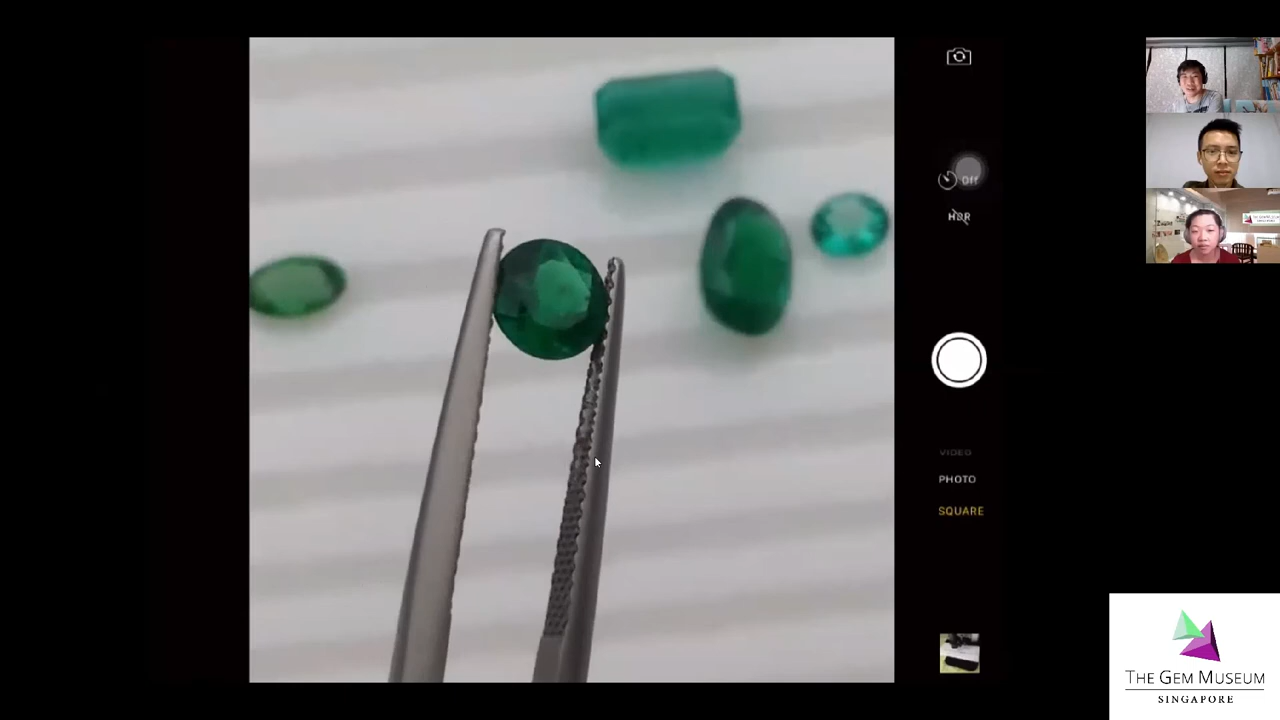 Off
HDR
VIDEO
PHOTO
SQUARE
THE GEM MUSEUM
SINGAPORE